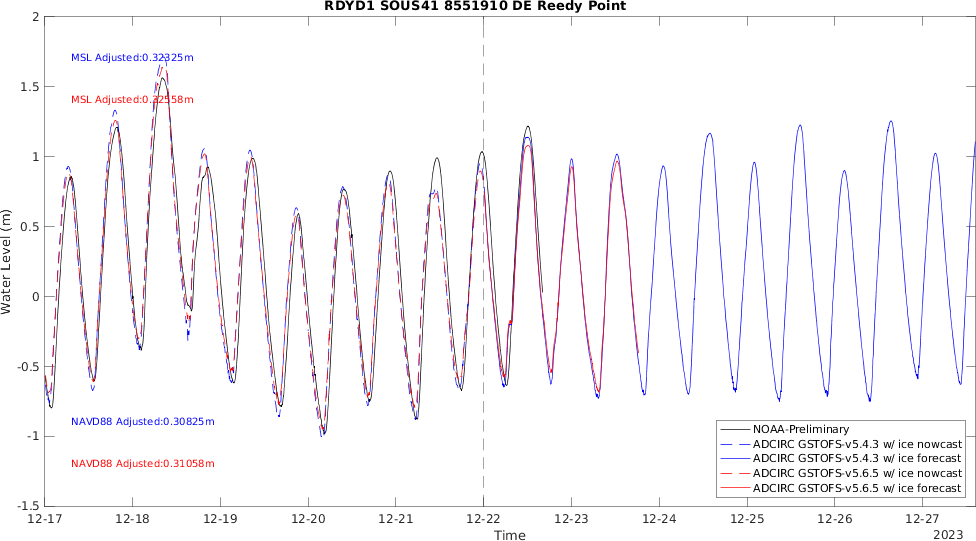 RDYD1 SOUS41 8551910 DE Reedy Point
2
1.5
1
0.5
0
-0.5
-1
-1.5
Water Level (m)
MSL Adjusted:0.32325m
MSL Adjusted:0.32558m
NAVD88 Adjusted:0.30825m
NAVD88 Adjusted:0.31058m
NOAA-Preliminary
ADCIRC GSTOFS-v5.4.3 w/ ice nowcast
ADCIRC GSTOFS-v5.4.3 w/ ice forecast
ADCIRC GSTOFS-v5.6.5 w/ ice nowcast
ADCIRC GSTOFS-v5.6.5 w/ ice forecast
12-17 12-18 12-19 12-20 12-21 12-22 12-23 12-24 12-25 12-26 12-27
Time
2023